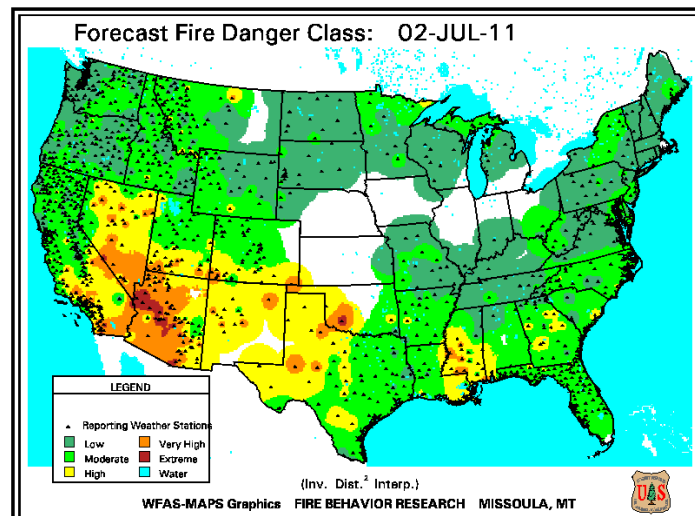 Forecast Fire Danger Class: 02-JUL-11
LEGEND
Reporting Weather Stations
Low
Very High
Moderate
Extreme
High
Water
(Inv. Dist.² Interp.)
WFAS-MAPS Graphics FIRE BEHAVIOR RESEARCH MISSOULA, MT
U S